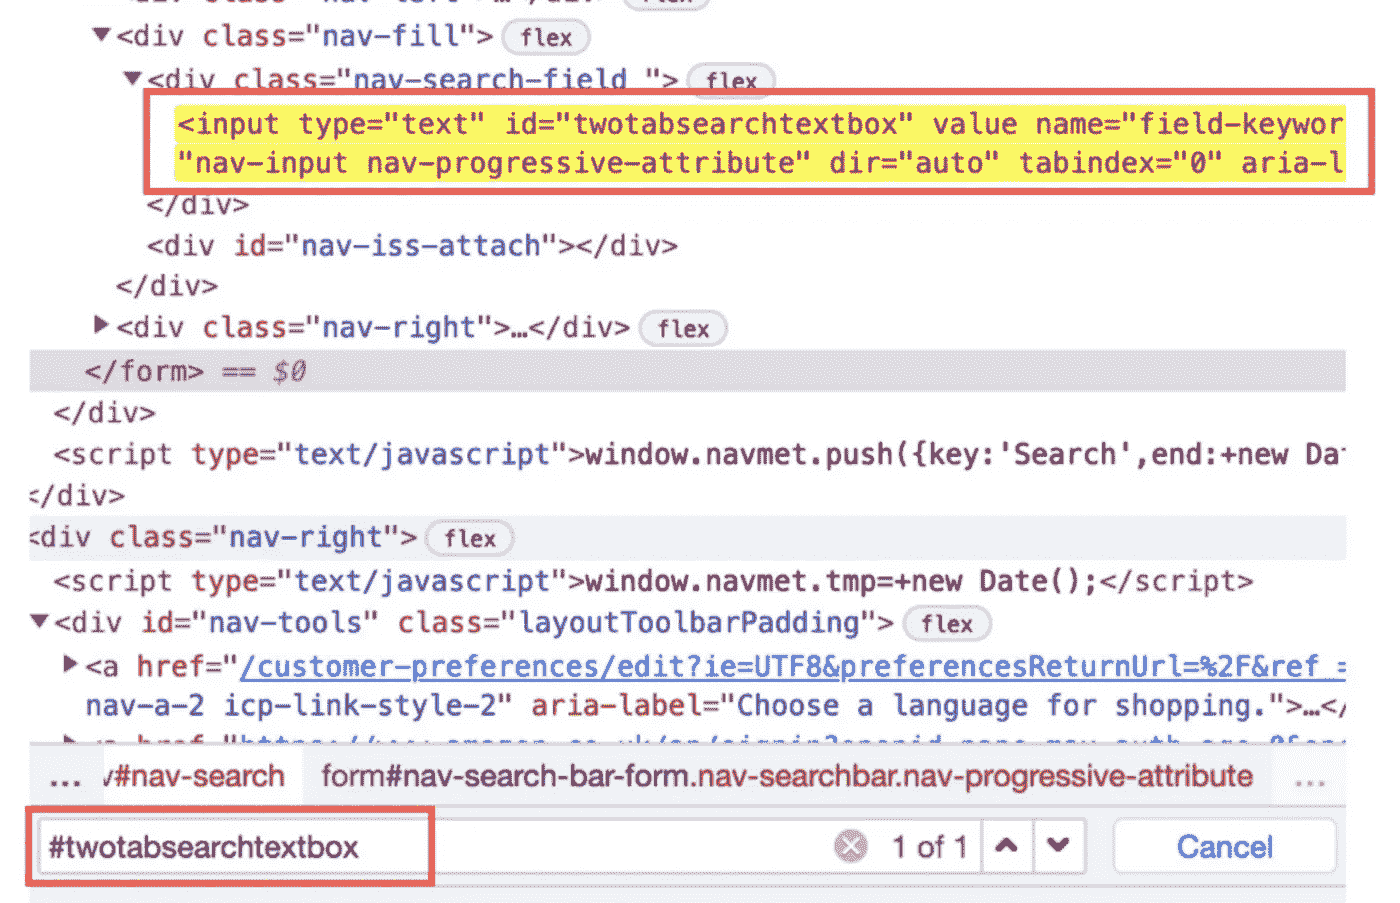 <div class="nav-fill"> flex
<div class="nav-search-field "> flex
<input type="text" id="twotabsearchtextbox" value name="field-keywor
"nav-input nav-progressive-attribute" dir="auto" tabindex="0" aria-l
</div>
<div id="nav-iss-attach"></div>
</div>
<div class="nav-right">…</div> flex
</form> == $0
</div>
<script type="text/javascript">window.navmet.push({key:'Search',end:+new Da
</div>
<div class="nav-right"> flex
<script type="text/javascript">window.navmet.tmp=+new Date();</script>
<div id="nav-tools" class="layoutToolbarPadding"> flex
<a href="/customer-preferences/edit?ie=UTF8&preferencesReturnUrl=%2F&ref_=
nav-a-2 icp-link-style-2" aria-label="Choose a language for shopping.">…</
… #nav-search form#nav-search-bar-form.nav-searchbar.nav-progressive-attribute …
#twotabsearchtextbox 1 of 1 Cancel